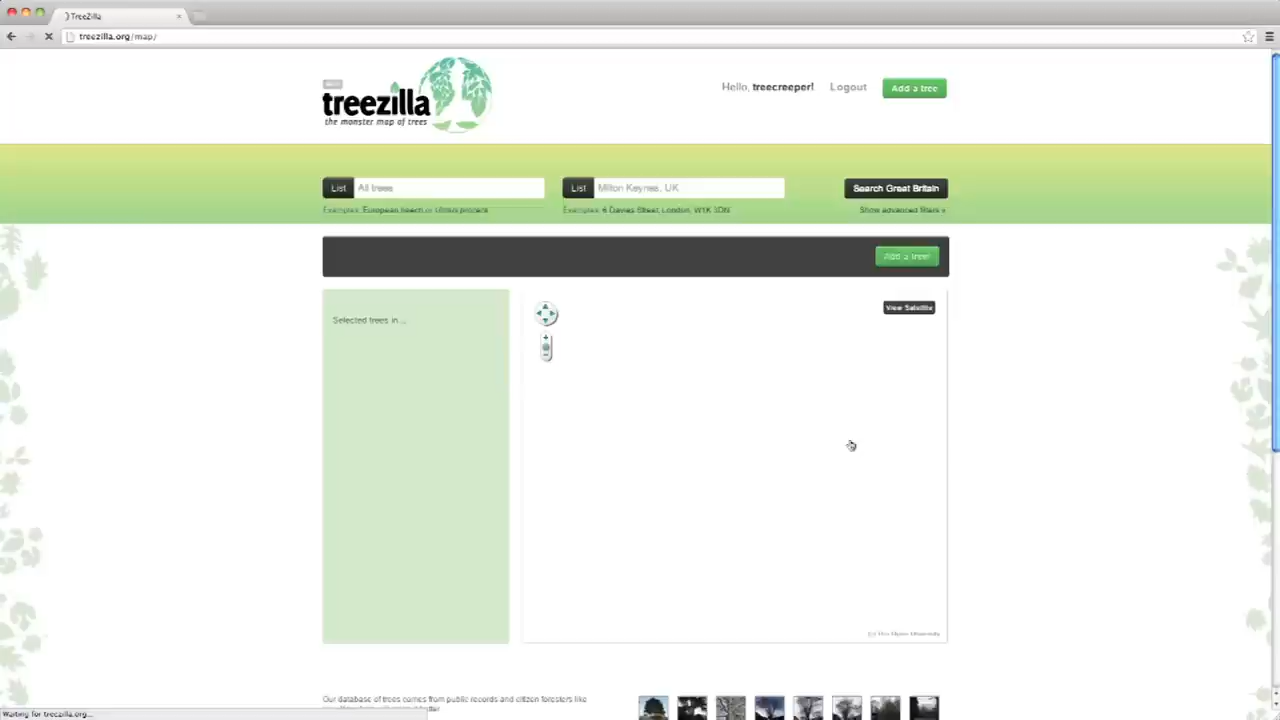 TreeZilla
treezilla.org/map/
treezilla
the monster map of trees
Hello, treecreeper! Logout Add a tree
List All trees List Milton Keynes, UK Search Great Britain
Examples: European beech or Ulmus procera Examples: 6 Davies Street, London, W1K 3DN Show advanced filters
Add a tree!
Selected trees in...
View Satellite
The Open University
Our database of trees comes from public records and citizen foresters like
Waiting for treezilla.org...